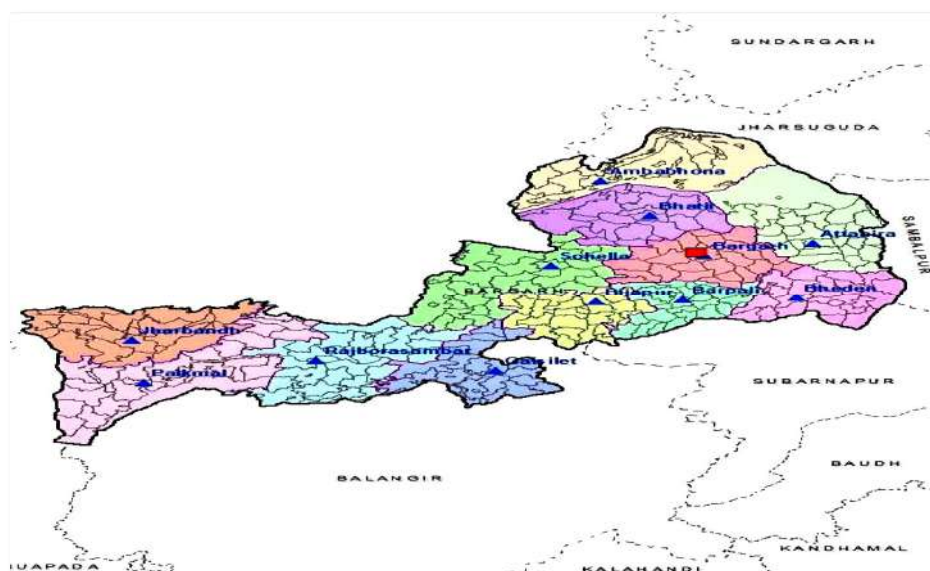 SUNDARGARH
JHARSUGUDA
Ambabhona
Bhatli
SAMBALPUR
Attabira
Bargarh
Sohella
BARGARH
Bijepur
Barpali
Bheden
Jharbandh
Rajborasambar
Gaisilet
Paikmal
SUBARNAPUR
BAUDH
BALANGIR
KANDHAMAL
UAPADA
KALAHANDI